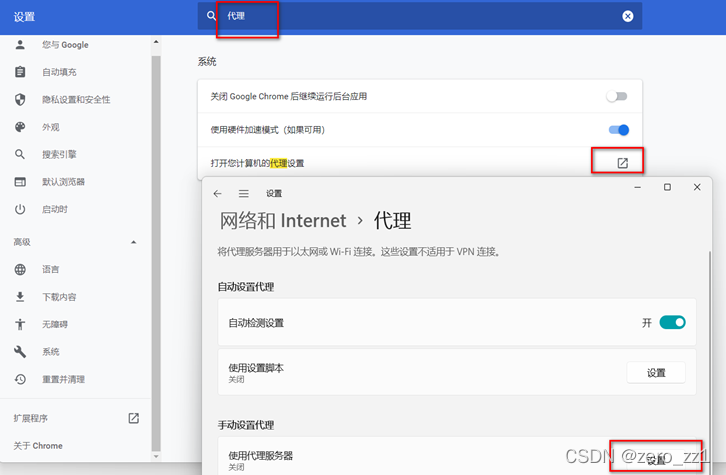 设置
代理
您与 Google
自动填充
隐私设置和安全性
外观
搜索引擎
默认浏览器
启动时
高级
语言
下载内容
无障碍
系统
重置并清理
扩展程序
关于 Chrome
系统
关闭 Google Chrome 后继续运行后台应用
使用硬件加速模式（如果可用）
打开您计算机的代理设置
设置
网络和 Internet › 代理
将代理服务器用于以太网或 Wi-Fi 连接。这些设置不适用于 VPN 连接。
自动设置代理
自动检测设置
开
使用设置脚本
关闭
设置
手动设置代理
使用代理服务器
关闭
设置
CSDN @zero_zz1